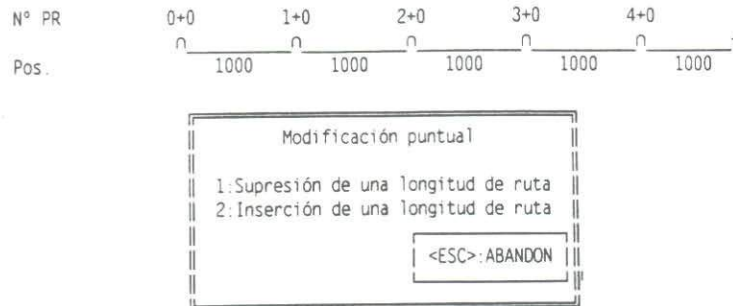 Nº PR 0+0 1+0 2+0 3+0 4+0
Pos. 1000 1000 1000 1000 1000
Modificación puntual
1:Supresión de una longitud de ruta
2:Inserción de una longitud de ruta
<ESC>:ABANDON